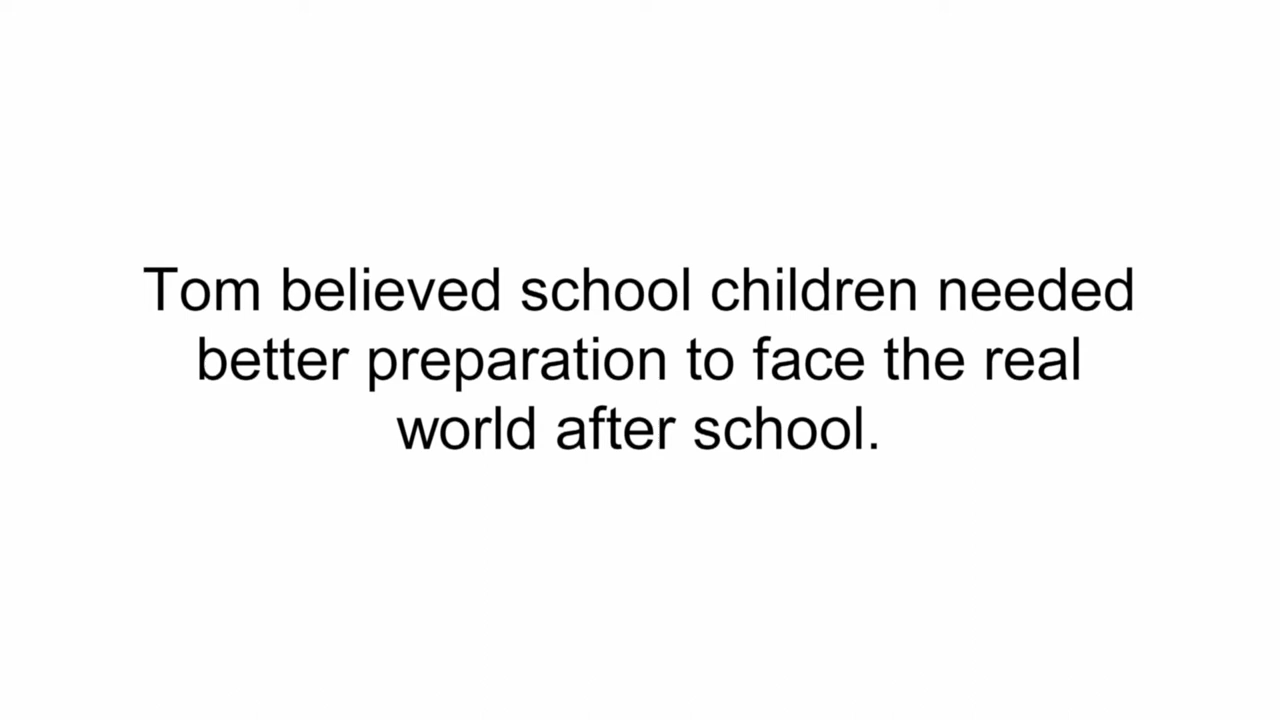 Tom believed school children needed
better preparation to face the real
world after school.